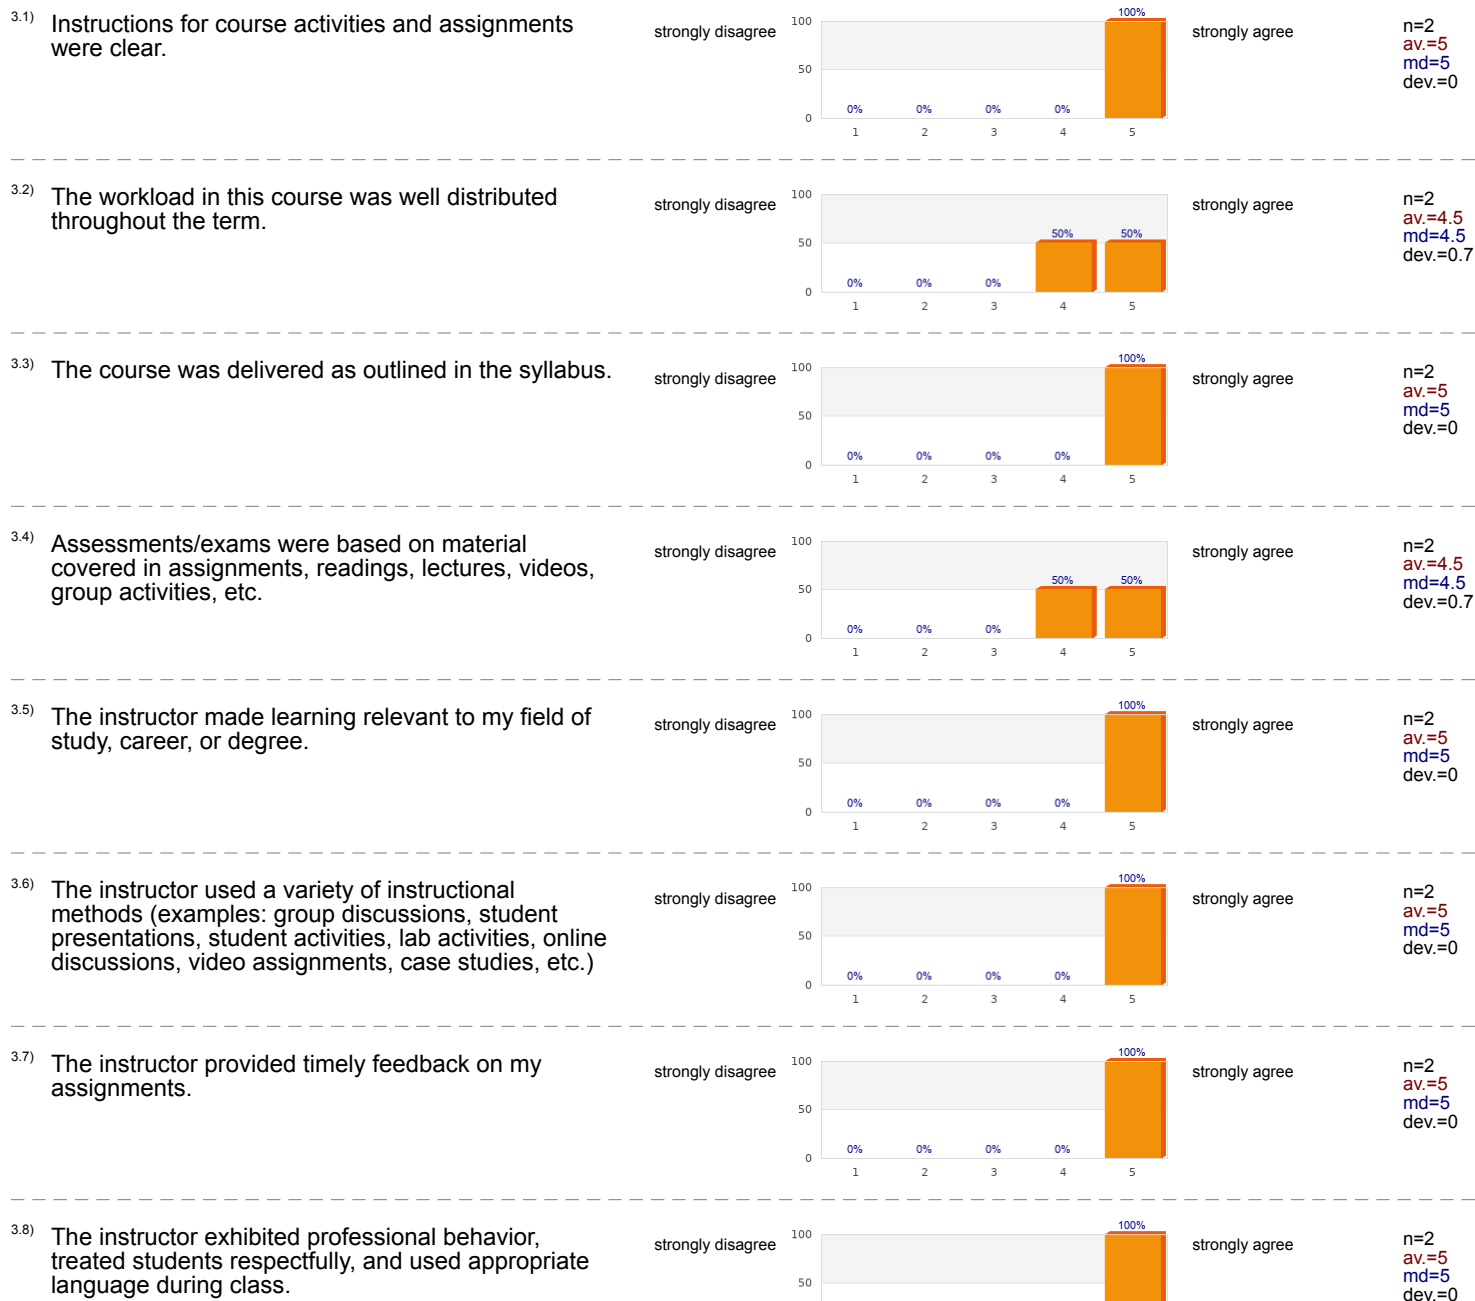 3.1) Instructions for course activities and assignments
were clear.
strongly disagree
100
50
0
0%
0%
0%
0%
100%
1
2
3
4
5
strongly agree
n=2
av.=5
md=5
dev.=0
3.2) The workload in this course was well distributed
throughout the term.
strongly disagree
100
50
0
0%
0%
0%
50%
50%
1
2
3
4
5
strongly agree
n=2
av.=4.5
md=4.5
dev.=0.7
3.3) The course was delivered as outlined in the syllabus.
strongly disagree
100
50
0
0%
0%
0%
0%
100%
1
2
3
4
5
strongly agree
n=2
av.=5
md=5
dev.=0
3.4) Assessments/exams were based on material
covered in assignments, readings, lectures, videos,
group activities, etc.
strongly disagree
100
50
0
0%
0%
0%
50%
50%
1
2
3
4
5
strongly agree
n=2
av.=4.5
md=4.5
dev.=0.7
3.5) The instructor made learning relevant to my field of
study, career, or degree.
strongly disagree
100
50
0
0%
0%
0%
0%
100%
1
2
3
4
5
strongly agree
n=2
av.=5
md=5
dev.=0
3.6) The instructor used a variety of instructional
methods (examples: group discussions, student
presentations, student activities, lab activities, online
discussions, video assignments, case studies, etc.)
strongly disagree
100
50
0
0%
0%
0%
0%
100%
1
2
3
4
5
strongly agree
n=2
av.=5
md=5
dev.=0
3.7) The instructor provided timely feedback on my
assignments.
strongly disagree
100
50
0
0%
0%
0%
0%
100%
1
2
3
4
5
strongly agree
n=2
av.=5
md=5
dev.=0
3.8) The instructor exhibited professional behavior,
treated students respectfully, and used appropriate
language during class.
strongly disagree
100
50
100%
strongly agree
n=2
av.=5
md=5
dev.=0